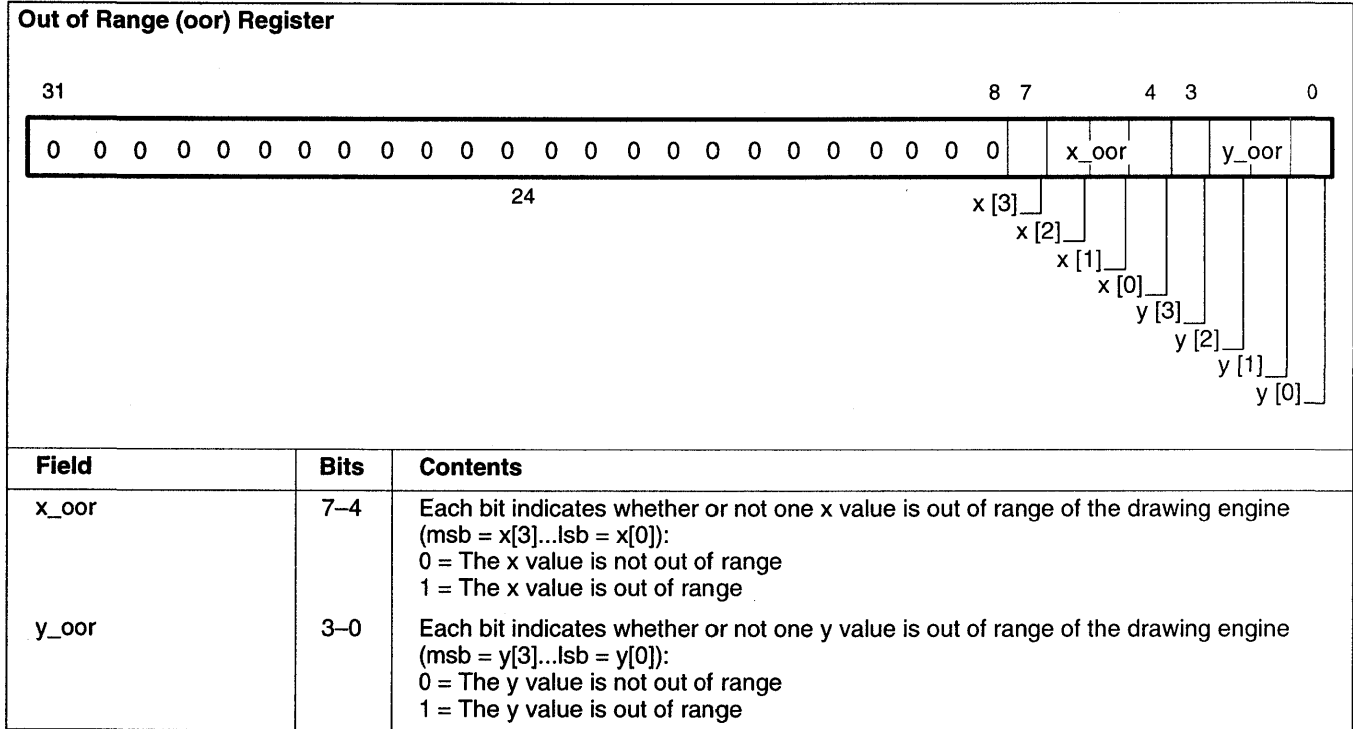 Out of Range (oor) Register
31 8 7 4 3 0
0 0 0 0 0 0 0 0 0 0 0 0 0 0 0 0 0 0 0 0 0 0 0 0 x_oor y_oor
24
x [3]
x [2]
x [1]
x [0]
y [3]
y [2]
y [1]
y [0]
Field Bits Contents
x_oor 7–4 Each bit indicates whether or not one x value is out of range of the drawing engine
(msb = x[3]...lsb = x[0]):
0 = The x value is not out of range
1 = The x value is out of range
y_oor 3–0 Each bit indicates whether or not one y value is out of range of the drawing engine
(msb = y[3]...lsb = y[0]):
0 = The y value is not out of range
1 = The y value is out of range